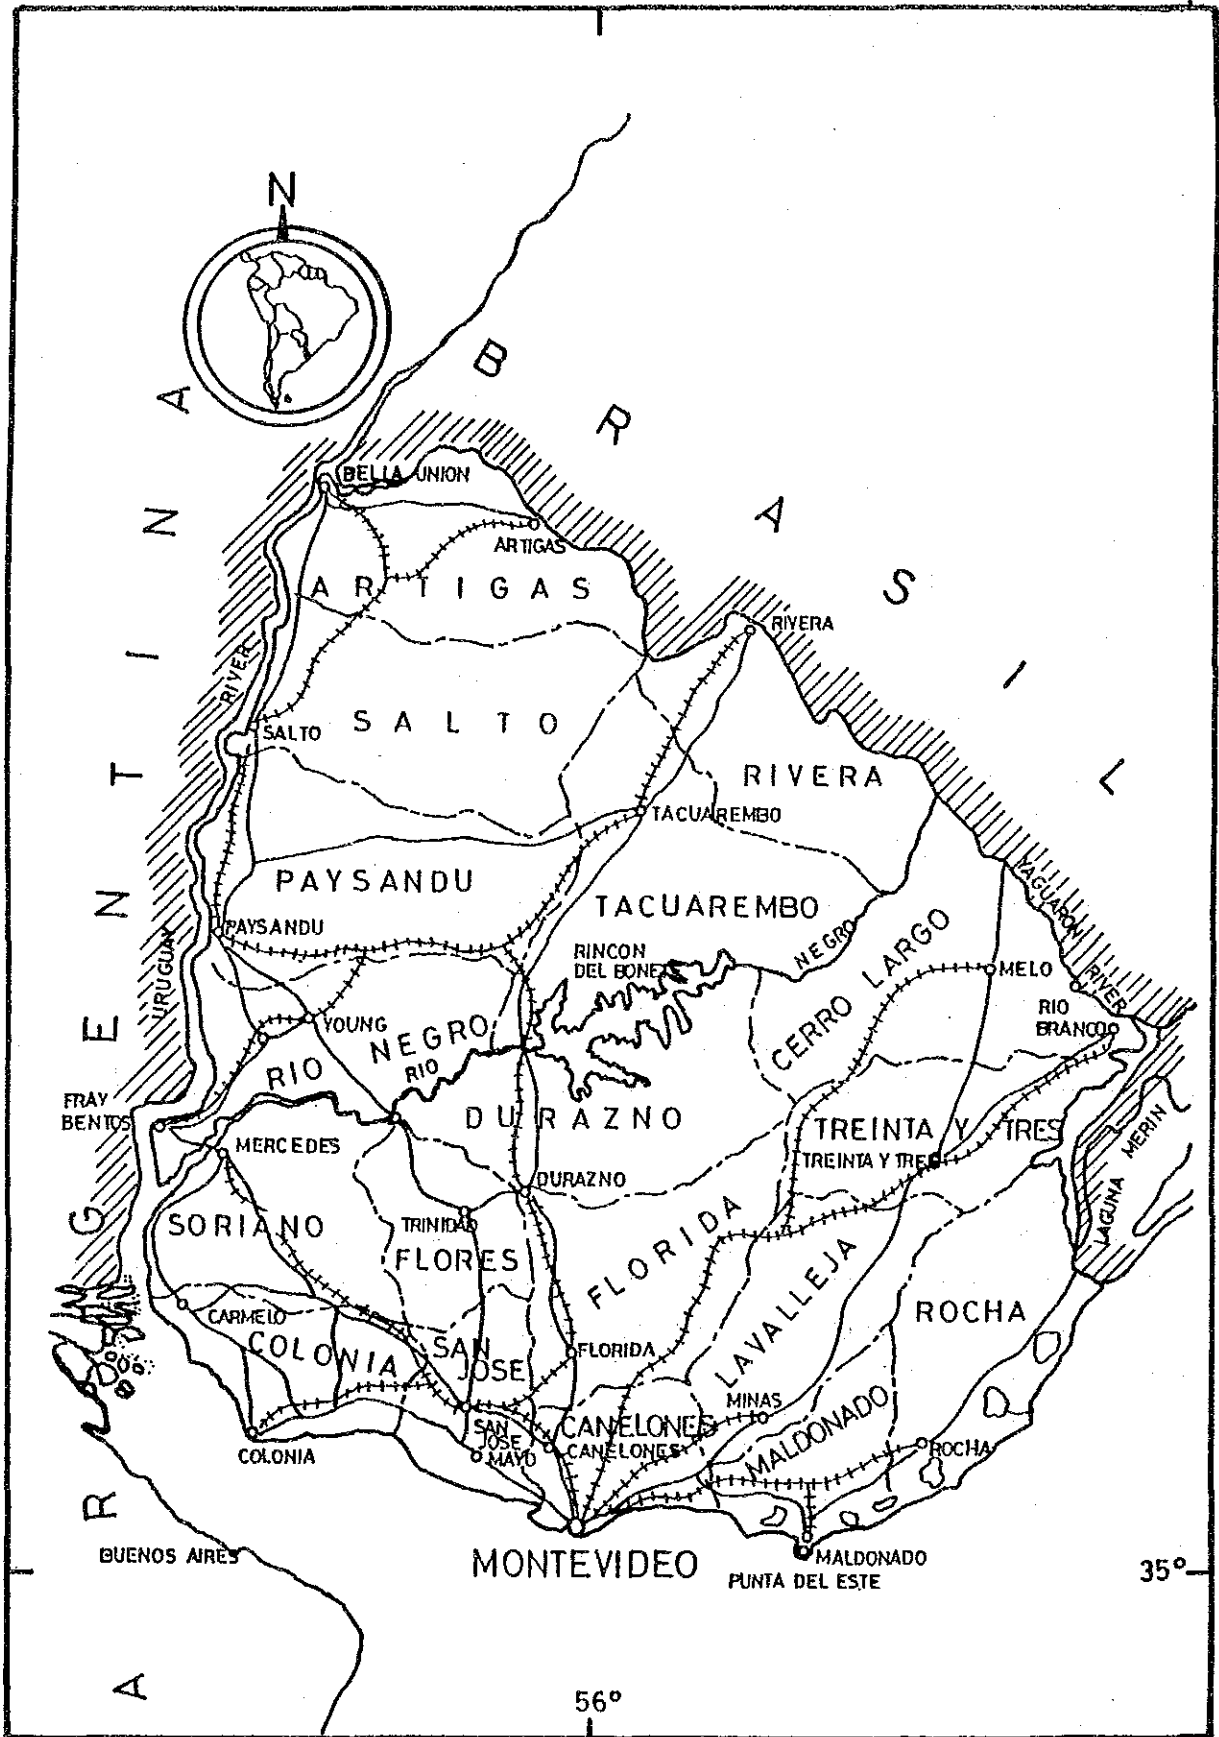 N
ARGENTINA
BRASIL
BELLA UNION
ARTIGAS
ARTIGAS
RIVERA
RIVER
SALTO
SALTO
RIVERA
TACUAREMBO
PAYSANDU
TACUAREMBO
PAYSANDU
YAGUARON
RIVER
URUGUAY
RINCON
DEL BONETE
NEGRO
CERRO LARGO
MELO
YOUNG
RIO
BRANCO
RIO NEGRO
RIO
FRAY
BENTOS
DURAZNO
MERCEDES
TREINTA Y TRES
TREINTA Y TRES
LAGUNA MERIN
DURAZNO
SORIANO
TRINIDAD
FLORES
FLORIDA
LAVALLEJA
ROCHA
CARMELO
COLONIA
SAN
JOSE
FLORIDA
MINAS
CANELONES
CANELONES
MALDONADO
SAN
JOSE
MAYO
COLONIA
ROCHA
BUENOS AIRES
MONTEVIDEO
MALDONADO
PUNTA DEL ESTE
35°
56°